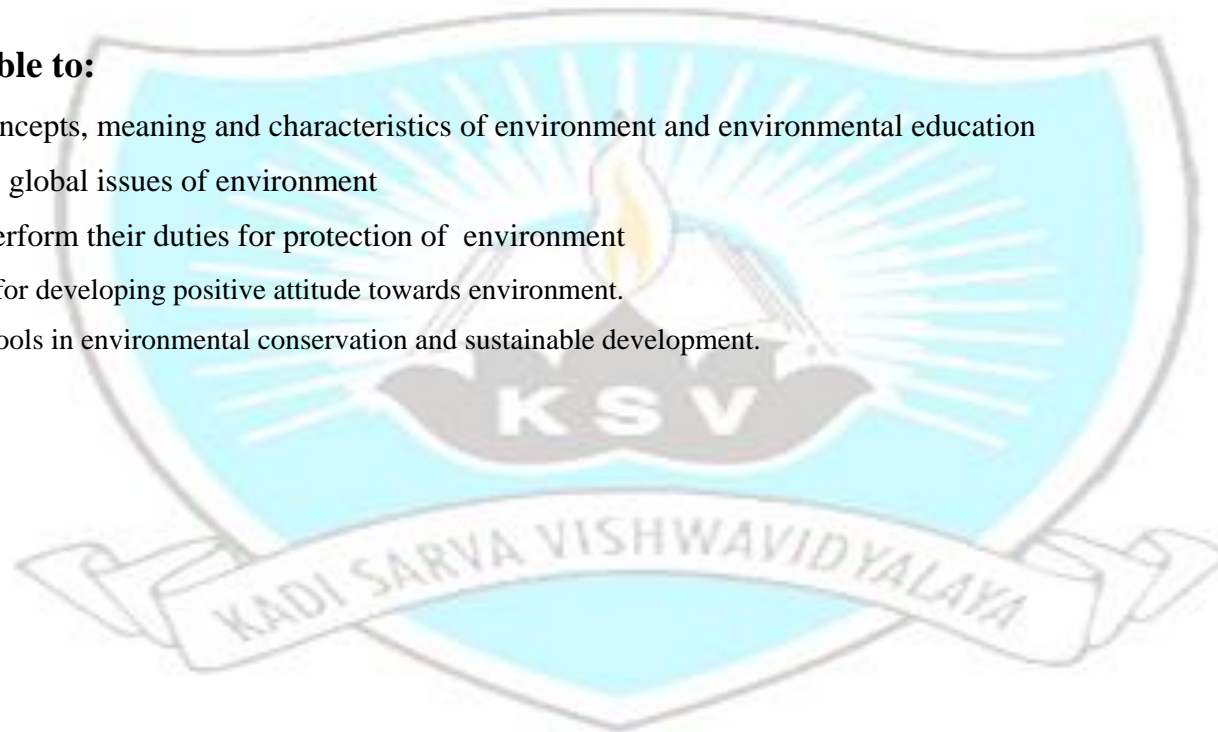 ble to:
ncepts, meaning and characteristics of environment and environmental education
global issues of environment
erform their duties for protection of environment
for developing positive attitude towards environment.
ools in environmental conservation and sustainable development.
KSV
KADI SARVA VISHWAVIDYALAYA